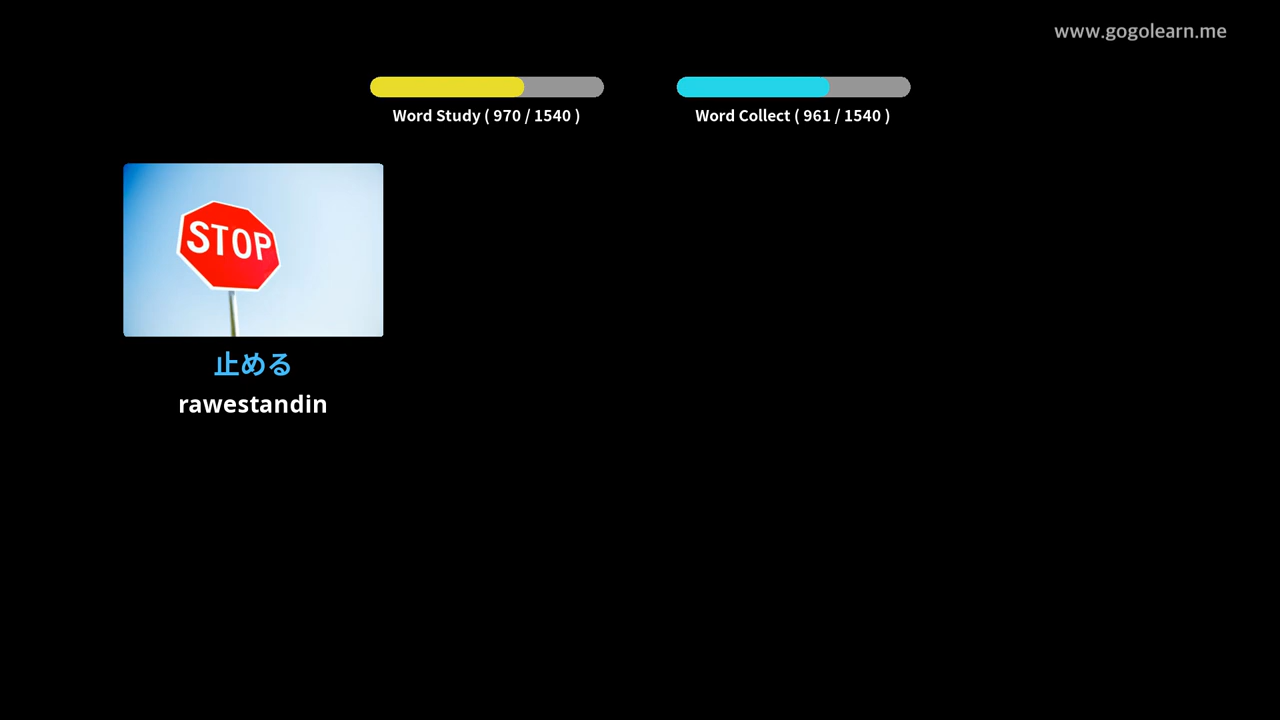 www.gogolearn.me
Word Study ( 970 / 1540 )
Word Collect ( 961 / 1540 )
STOP
止める
rawestandin